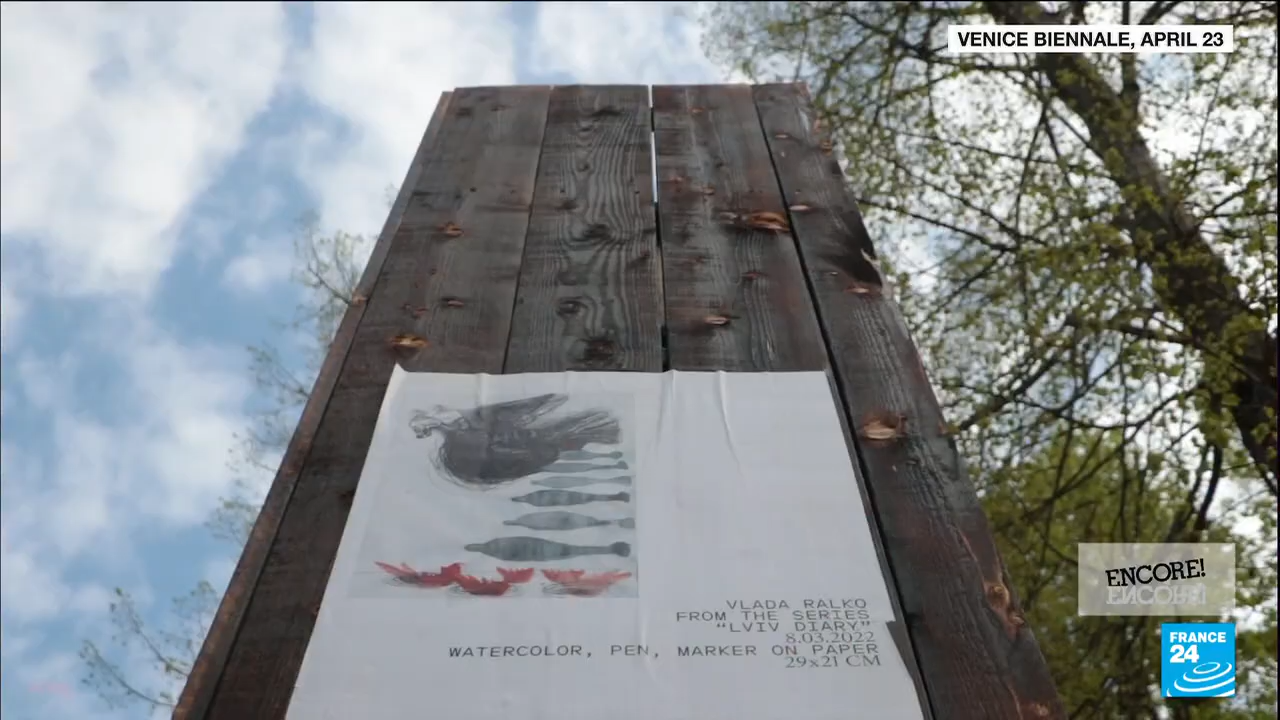 VENICE BIENNALE, APRIL 23
VLADA RALKO
FROM THE SERIES
"LVIV DIARY"
8.03.2022
WATERCOLOR, PEN, MARKER ON PAPER
29x21 CM
ENCORE!
ENCORE!
FRANCE
24